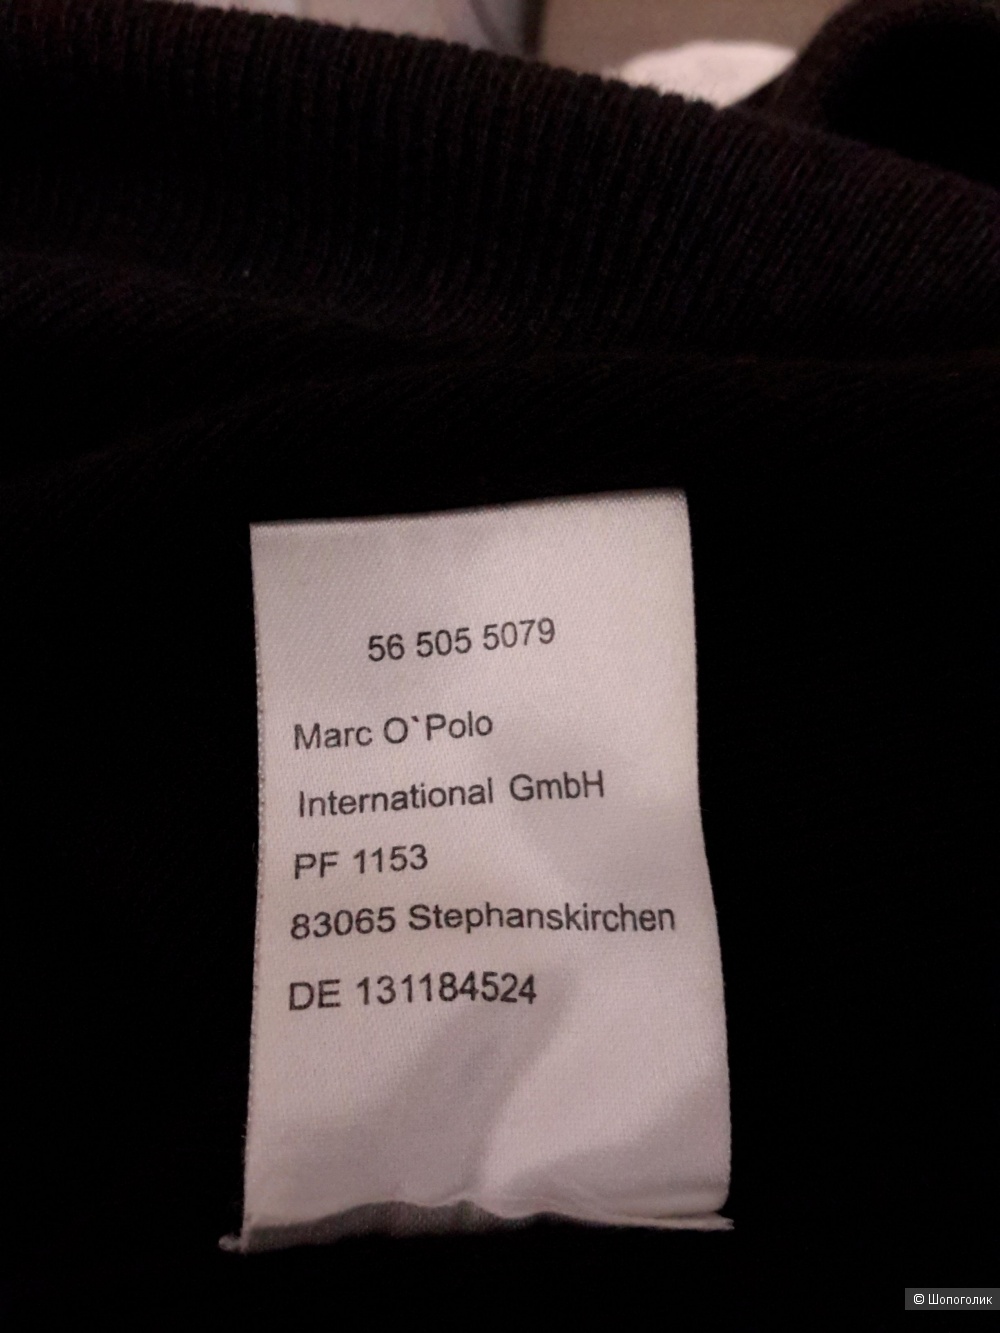 56 505 5079
Marc O`Polo
International GmbH
PF 1153
83065 Stephanskirchen
DE 131184524
© Шопоголик